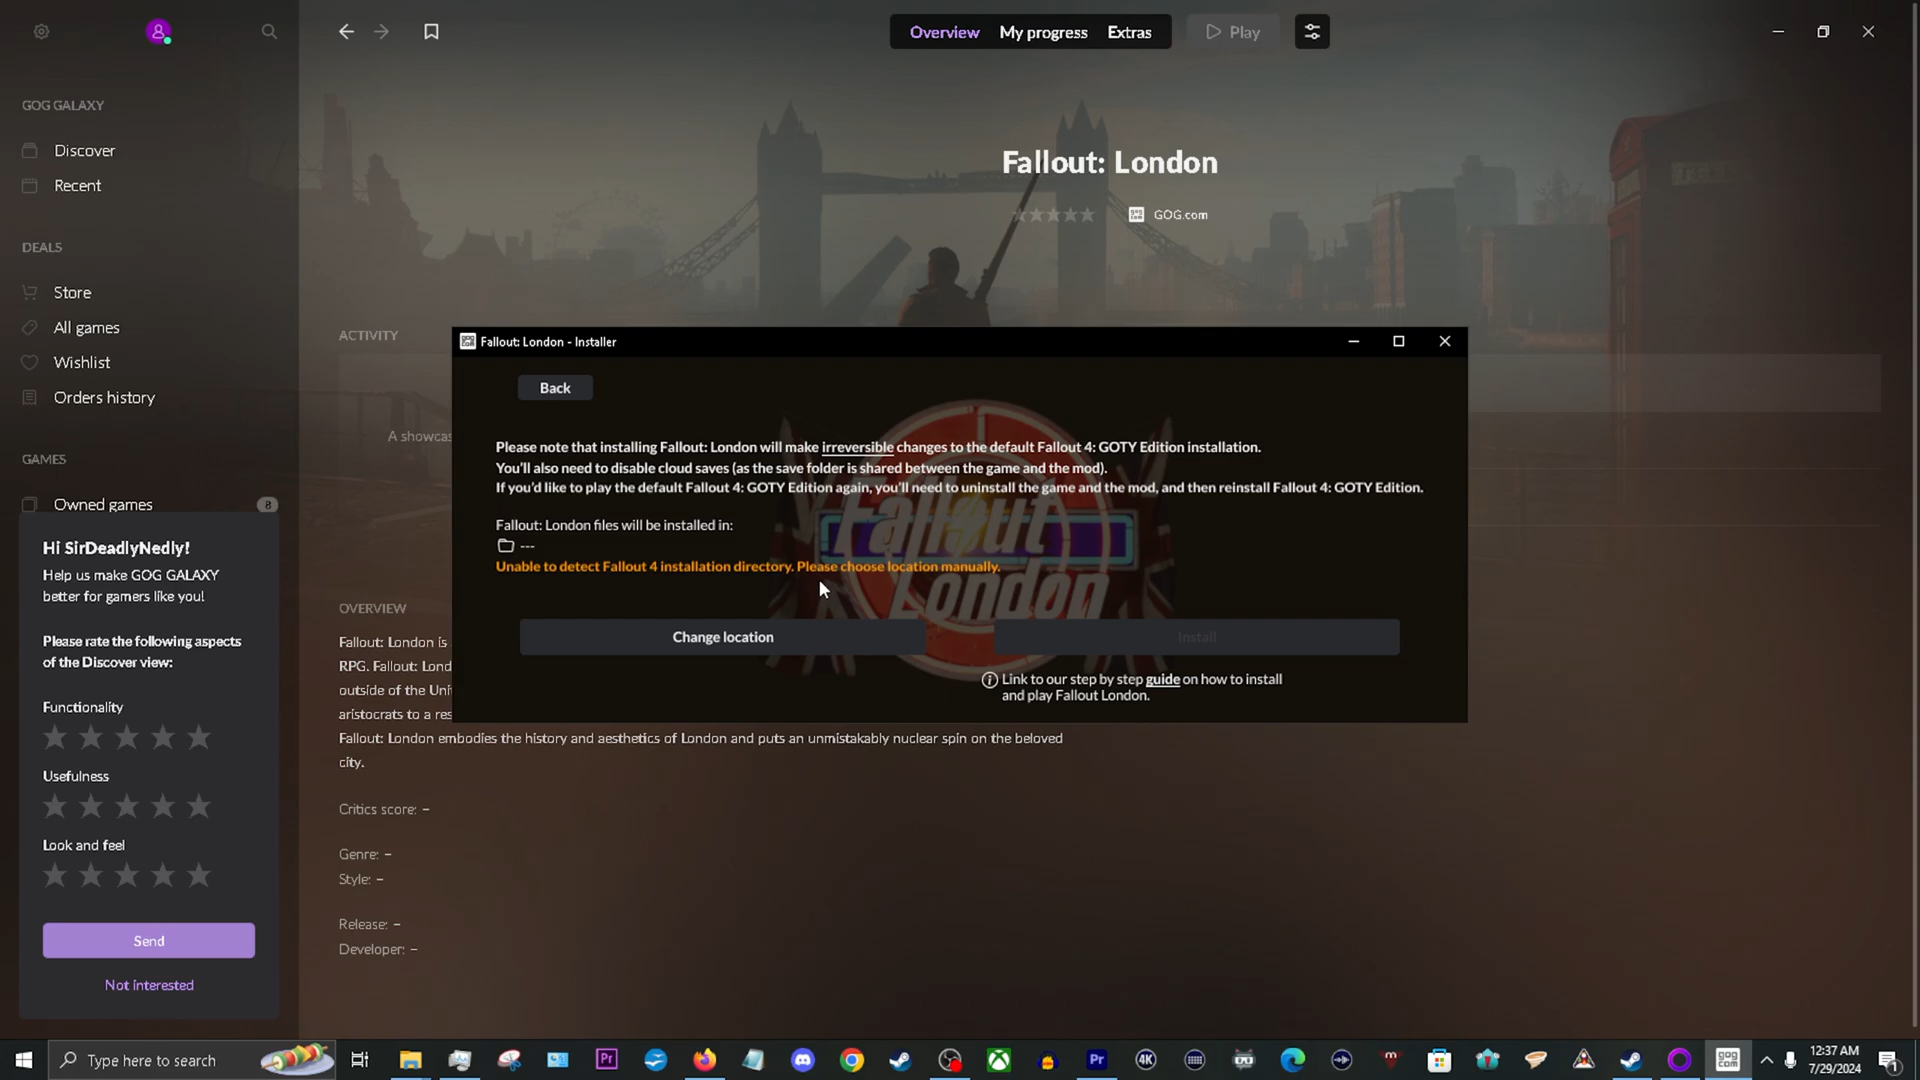 Overview
My progress
Extras
Play
GOG GALAXY
Discover
Recent
DEALS
Store
All games
Wishlist
Orders history
GAMES
Owned games
8
Hi SirDeadlyNedly!
Help us make GOG GALAXY
better for gamers like you!
Please rate the following aspects
of the Discover view:
Functionality
Usefulness
Look and feel
Send
Not interested
Fallout: London
GOG.com
ACTIVITY
A showcas
Fallout: London - Installer
Back
Please note that installing Fallout: London will make irreversible changes to the default Fallout 4: GOTY Edition installation.
You'll also need to disable cloud saves (as the save folder is shared between the game and the mod).
If you'd like to play the default Fallout 4: GOTY Edition again, you'll need to uninstall the game and the mod, and then reinstall Fallout 4: GOTY Edition.
Fallout: London files will be installed in:
---
Unable to detect Fallout 4 installation directory. Please choose location manually.
Fallout
London
Change location
Install
Link to our step by step guide on how to install
and play Fallout London.
OVERVIEW
Fallout: London is
RPG. Fallout: Lond
outside of the Uni
aristocrats to a res
Fallout: London embodies the history and aesthetics of London and puts an unmistakably nuclear spin on the beloved
city.
Critics score: –
Genre: –
Style: –
Release: –
Developer: –
Type here to search
Pr
Pr
4K
m
gog
com
12:37 AM
7/29/2024
1